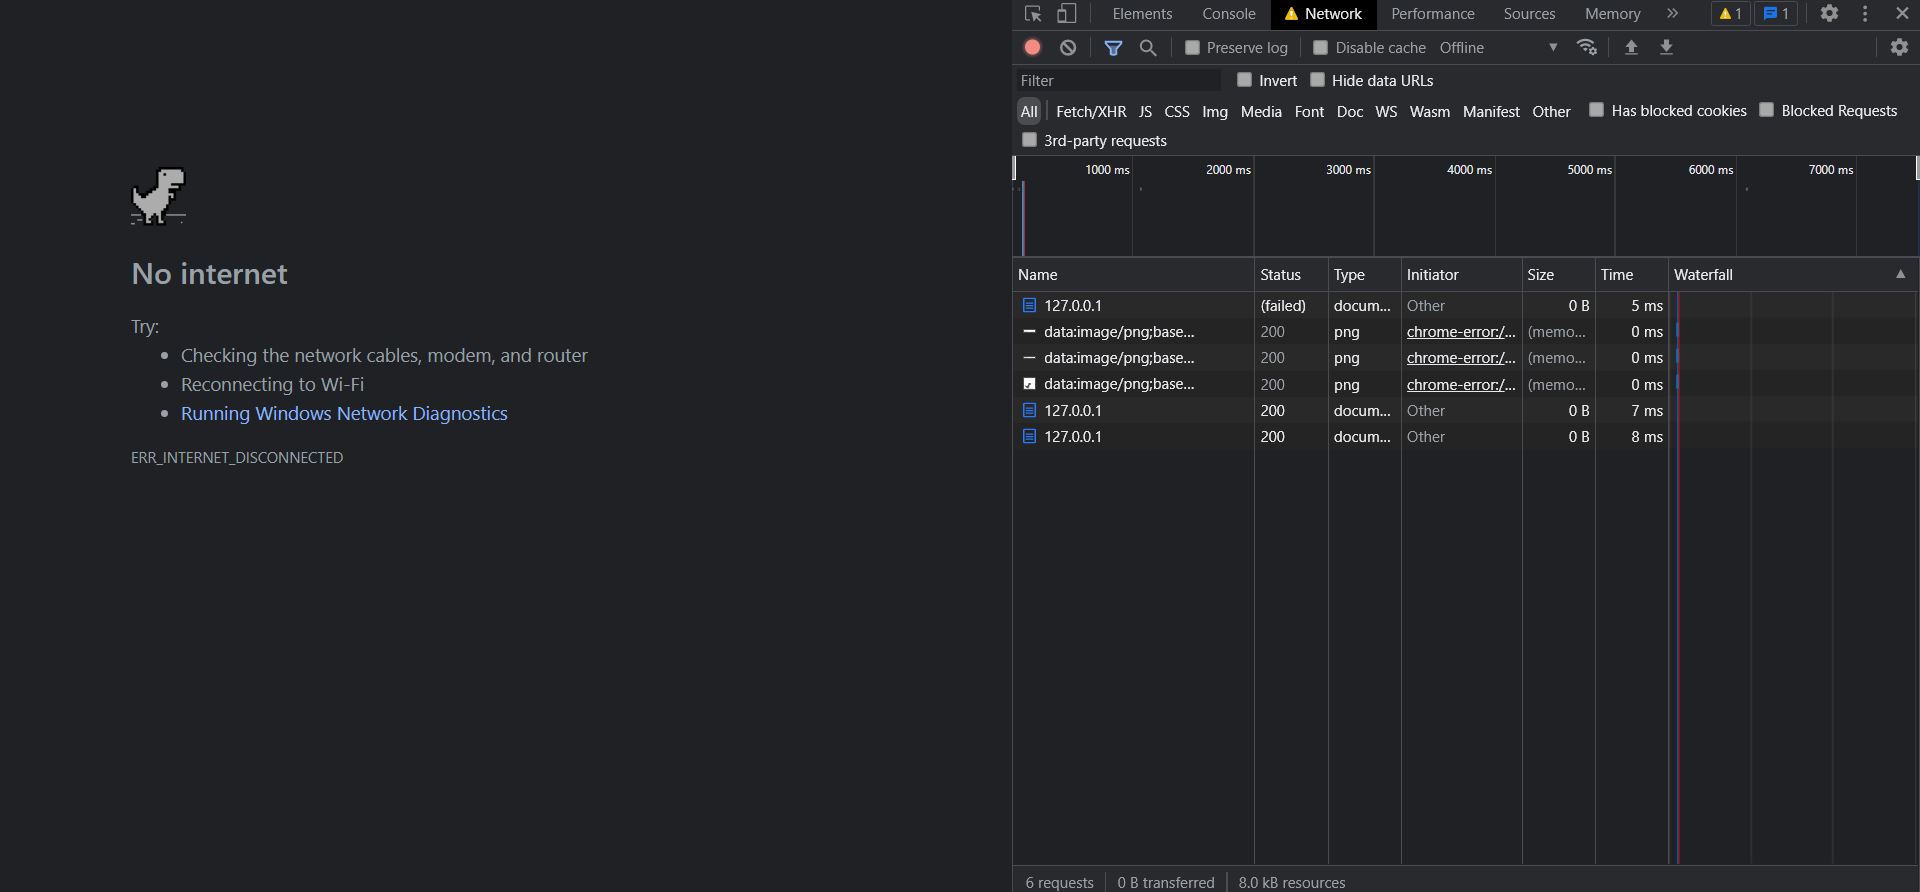 No internet
Try:
Checking the network cables, modem, and router
Reconnecting to Wi-Fi
Running Windows Network Diagnostics
ERR_INTERNET_DISCONNECTED
Elements Console Network Performance Sources Memory 1 1
Preserve log Disable cache Offline
Filter Invert Hide data URLs
All Fetch/XHR JS CSS Img Media Font Doc WS Wasm Manifest Other Has blocked cookies Blocked Requests
3rd-party requests
1000 ms 2000 ms 3000 ms 4000 ms 5000 ms 6000 ms 7000 ms
Name Status Type Initiator Size Time Waterfall
127.0.0.1 (failed) docum... Other 0 B 5 ms
data:image/png;base... 200 png chrome-error:/... (memo... 0 ms
data:image/png;base... 200 png chrome-error:/... (memo... 0 ms
data:image/png;base... 200 png chrome-error:/... (memo... 0 ms
127.0.0.1 200 docum... Other 0 B 7 ms
127.0.0.1 200 docum... Other 0 B 8 ms
6 requests 0 B transferred 8.0 kB resources